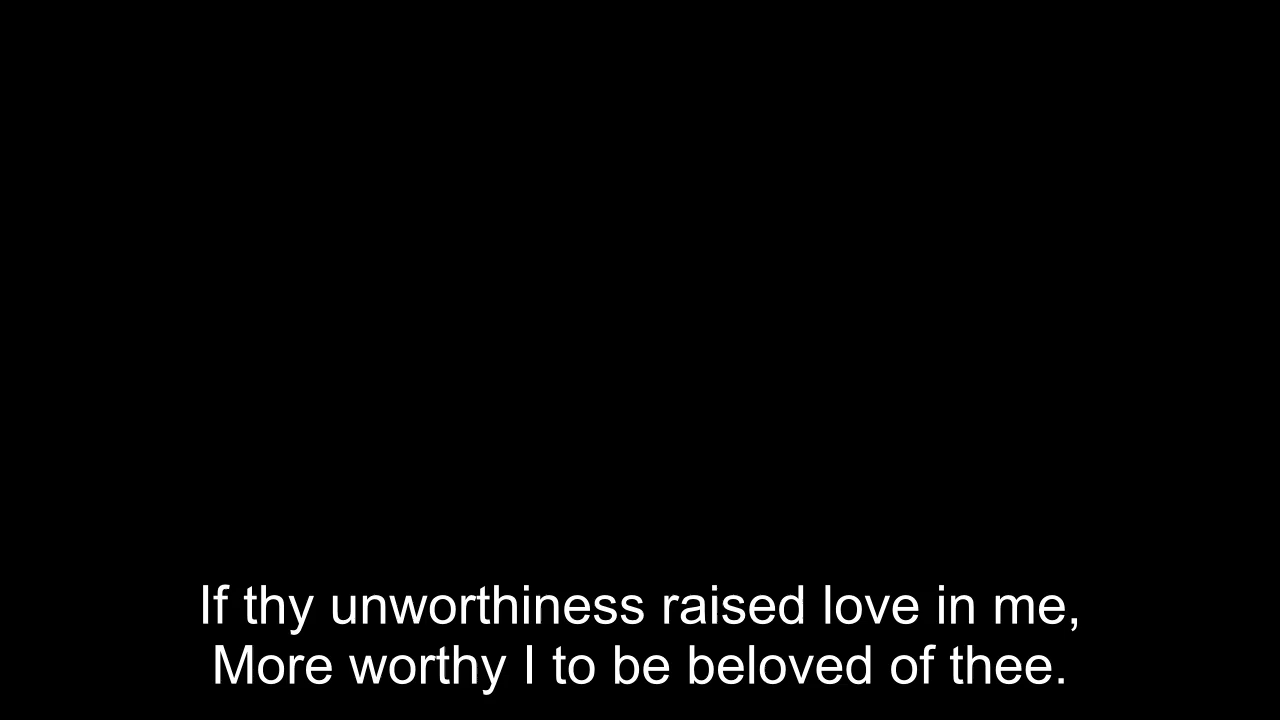 If thy unworthiness raised love in me,
More worthy I to be beloved of thee.